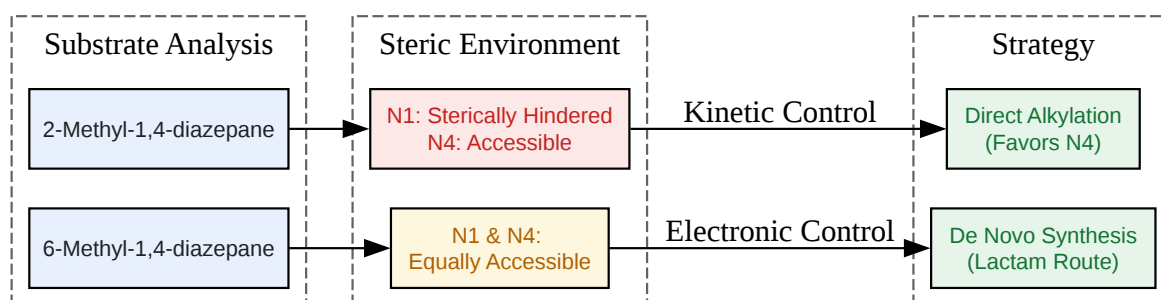 Substrate Analysis
Steric Environment
Strategy
2-Methyl-1,4-diazepane
N1: Sterically Hindered
N4: Accessible
Kinetic Control
Direct Alkylation
(Favors N4)
6-Methyl-1,4-diazepane
N1 & N4:
Equally Accessible
Electronic Control
De Novo Synthesis
(Lactam Route)